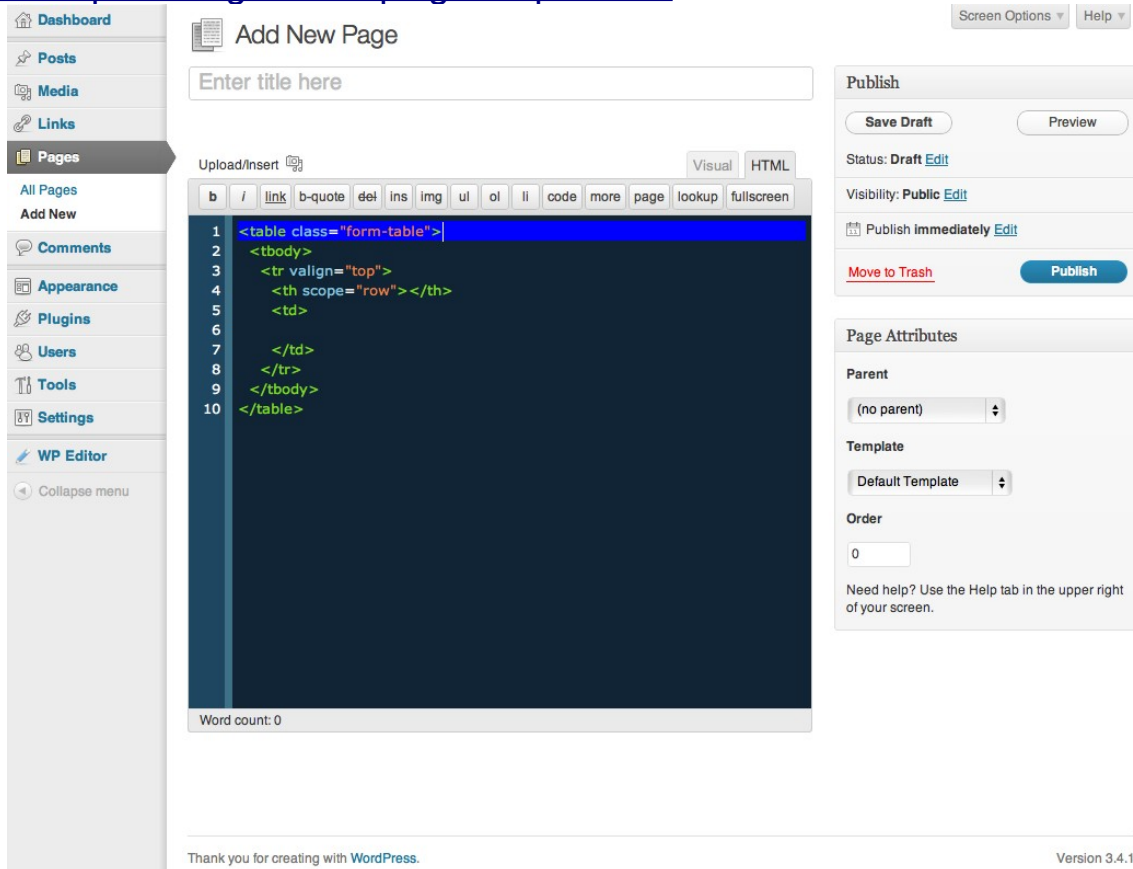 Dashboard
Posts
Media
Links
Pages
All Pages
Add New
Comments
Appearance
Plugins
Users
Tools
Settings
WP Editor
Collapse menu
Screen Options
Help
Add New Page
Enter title here
Upload/Insert
Visual
HTML
b i link b-quote del ins img ul ol li code more page lookup fullscreen
1 <table class="form-table">
2 <tbody>
3 <tr valign="top">
4 <th scope="row"></th>
5 <td>
6
7 </td>
8 </tr>
9 </tbody>
10 </table>
Word count: 0
Publish
Save Draft
Preview
Status: Draft Edit
Visibility: Public Edit
Publish immediately Edit
Move to Trash
Publish
Page Attributes
Parent
(no parent)
Template
Default Template
Order
0
Need help? Use the Help tab in the upper right
of your screen.
Thank you for creating with WordPress.
Version 3.4.1